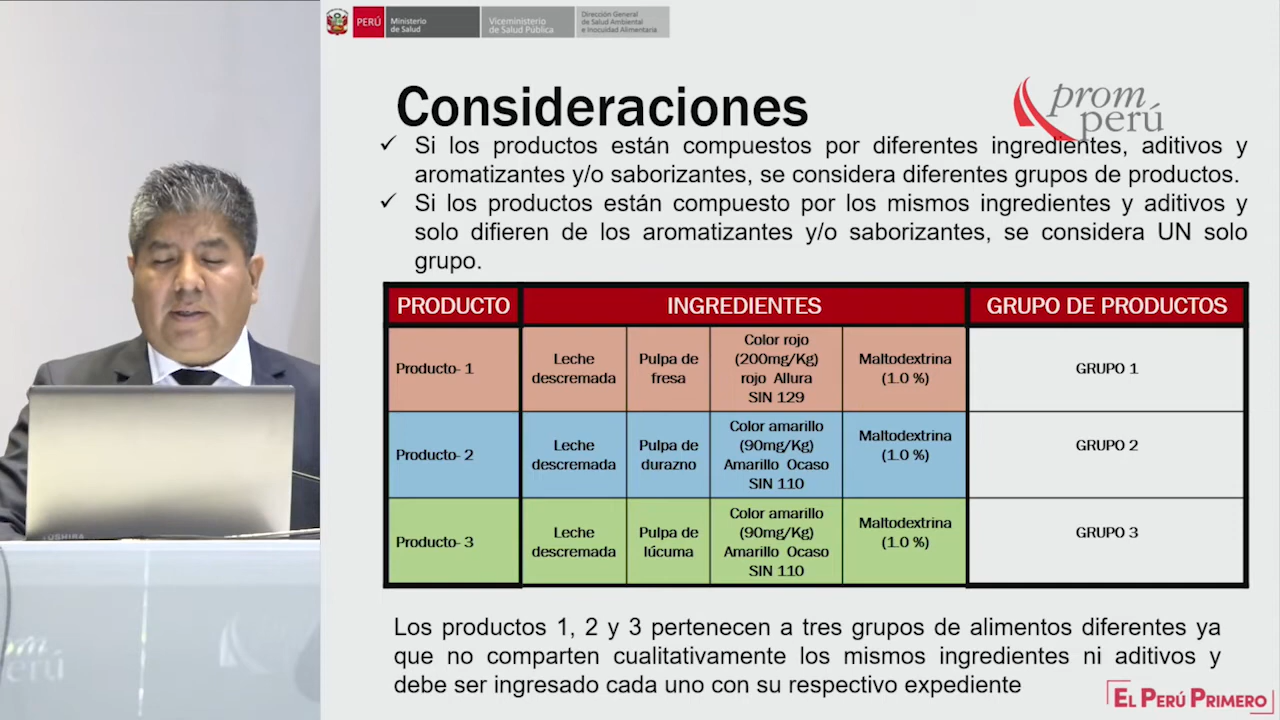 PERÚ
Ministerio
de Salud
Viceministerio
de Salud Pública
Dirección General
de Salud Ambiental
e Inocuidad Alimentaria
Consideraciones
prom
perú
✓ Si los productos están compuestos por diferentes ingredientes, aditivos y
aromatizantes y/o saborizantes, se considera diferentes grupos de productos.
✓ Si los productos están compuesto por los mismos ingredientes y aditivos y
solo difieren de los aromatizantes y/o saborizantes, se considera UN solo
grupo.
PRODUCTO INGREDIENTES GRUPO DE PRODUCTOS
Producto- 1
Leche
descremada
Pulpa de
fresa
Color rojo
(200mg/Kg)
rojo Allura
SIN 129
Maltodextrina
(1.0 %)
GRUPO 1
Producto- 2
Leche
descremada
Pulpa de
durazno
Color amarillo
(90mg/Kg)
Amarillo Ocaso
SIN 110
Maltodextrina
(1.0 %)
GRUPO 2
Producto- 3
Leche
descremada
Pulpa de
lúcuma
Color amarillo
(90mg/Kg)
Amarillo Ocaso
SIN 110
Maltodextrina
(1.0 %)
GRUPO 3
Los productos 1, 2 y 3 pertenecen a tres grupos de alimentos diferentes ya
que no comparten cualitativamente los mismos ingredientes ni aditivos y
debe ser ingresado cada uno con su respectivo expediente
EL PERÚ PRIMERO
TOSHIBA
om
perú